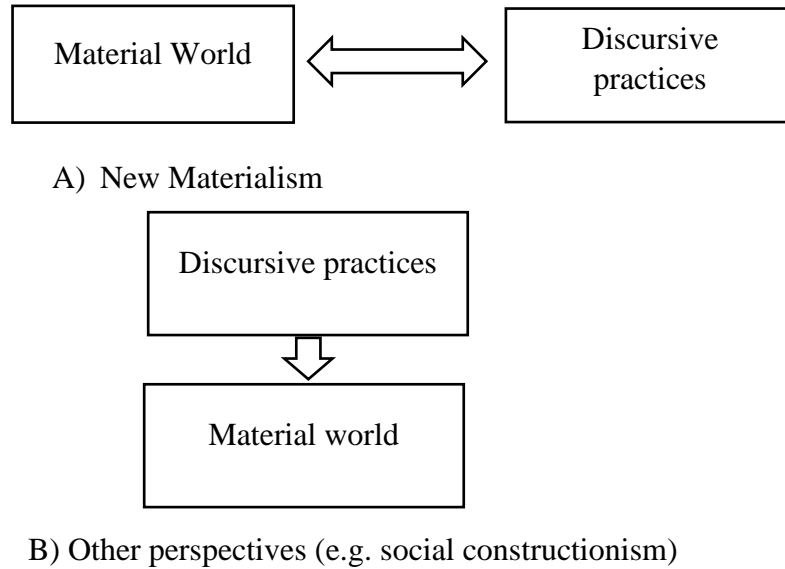 Material World
Discursive
practices
A) New Materialism
Discursive practices
Material world
B) Other perspectives (e.g. social constructionism)